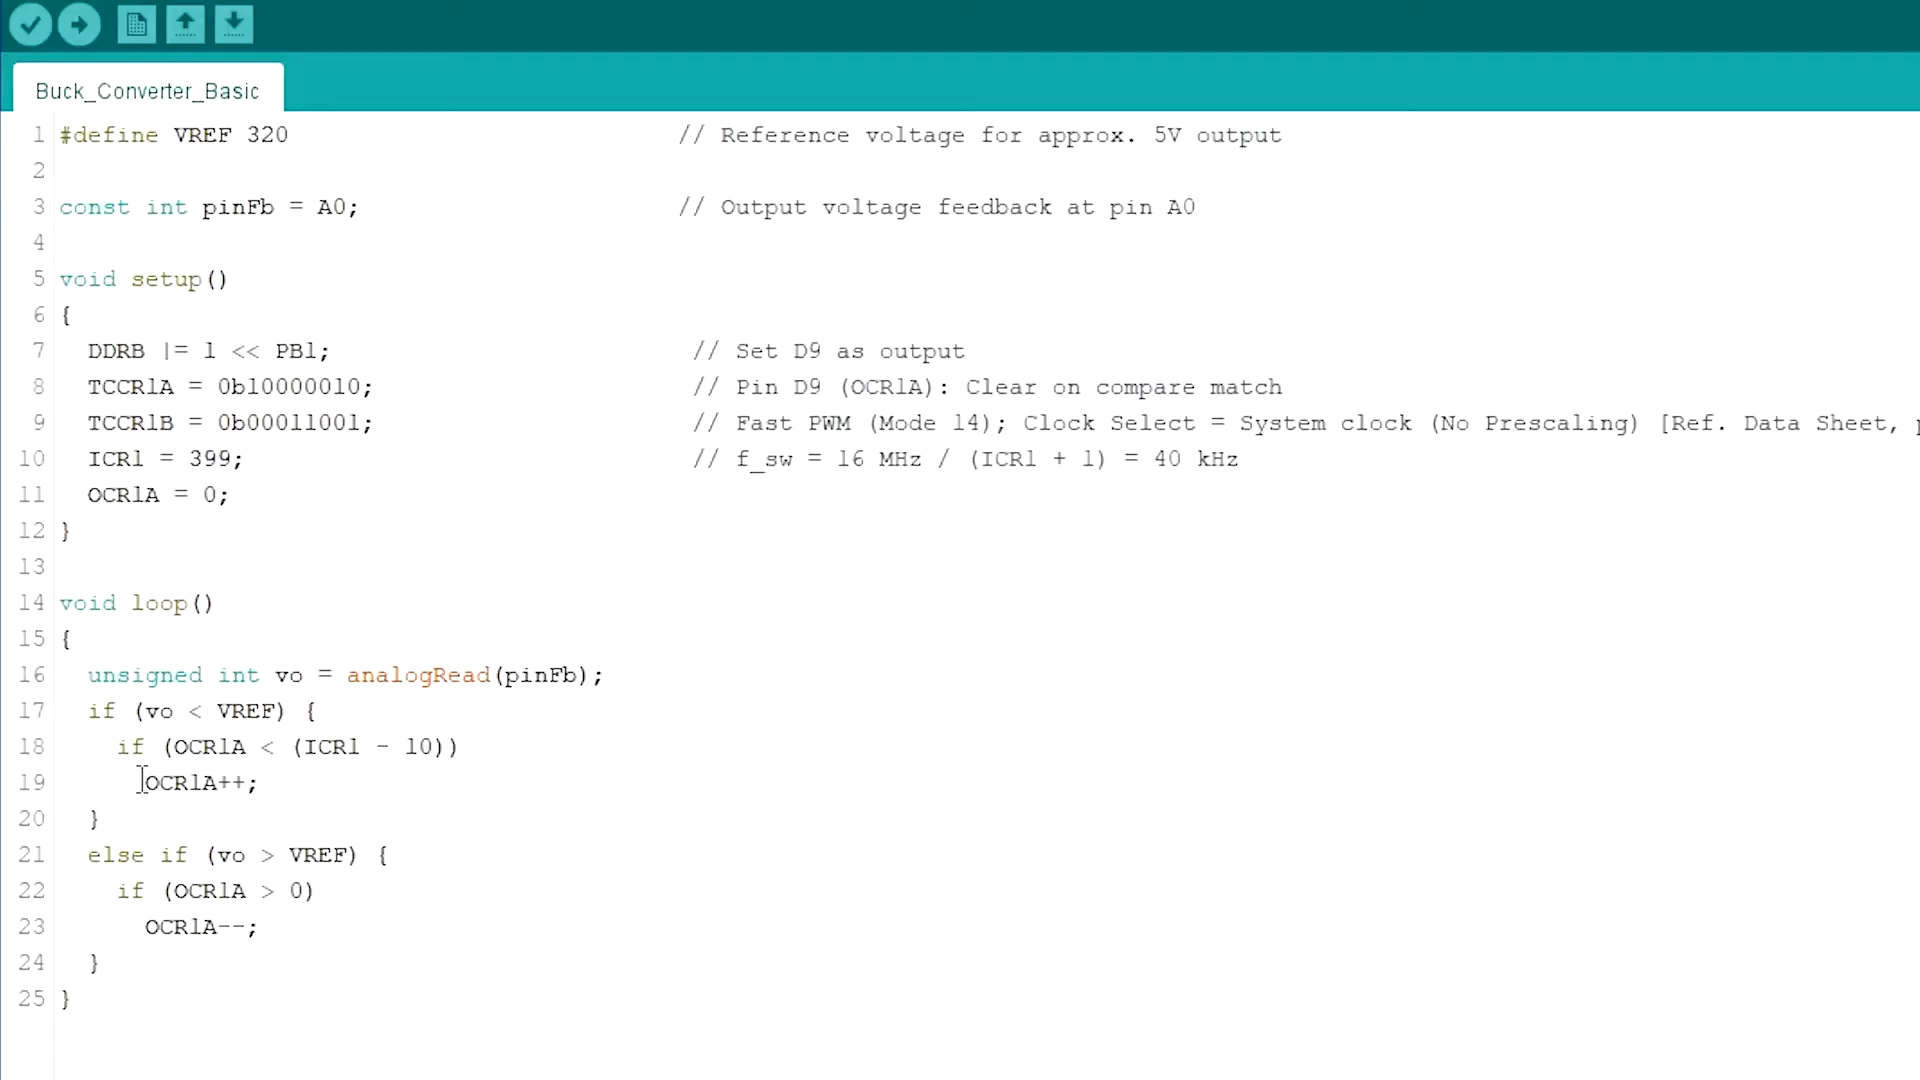 Buck_Converter_Basic
1 #define VREF 320 // Reference voltage for approx. 5V output
2
3 const int pinFb = A0; // Output voltage feedback at pin A0
4
5 void setup()
6 {
7 DDRB |= 1 << PB1; // Set D9 as output
8 TCCR1A = 0b10000010; // Pin D9 (OCR1A): Clear on compare match
9 TCCR1B = 0b00011001; // Fast PWM (Mode 14); Clock Select = System clock (No Prescaling) [Ref. Data Sheet,
10 ICR1 = 399; // f_sw = 16 MHz / (ICR1 + 1) = 40 kHz
11 OCR1A = 0;
12 }
13
14 void loop()
15 {
16 unsigned int vo = analogRead(pinFb);
17 if (vo < VREF) {
18 if (OCR1A < (ICR1 - 10))
19 OCR1A++;
20 }
21 else if (vo > VREF) {
22 if (OCR1A > 0)
23 OCR1A--;
24 }
25 }